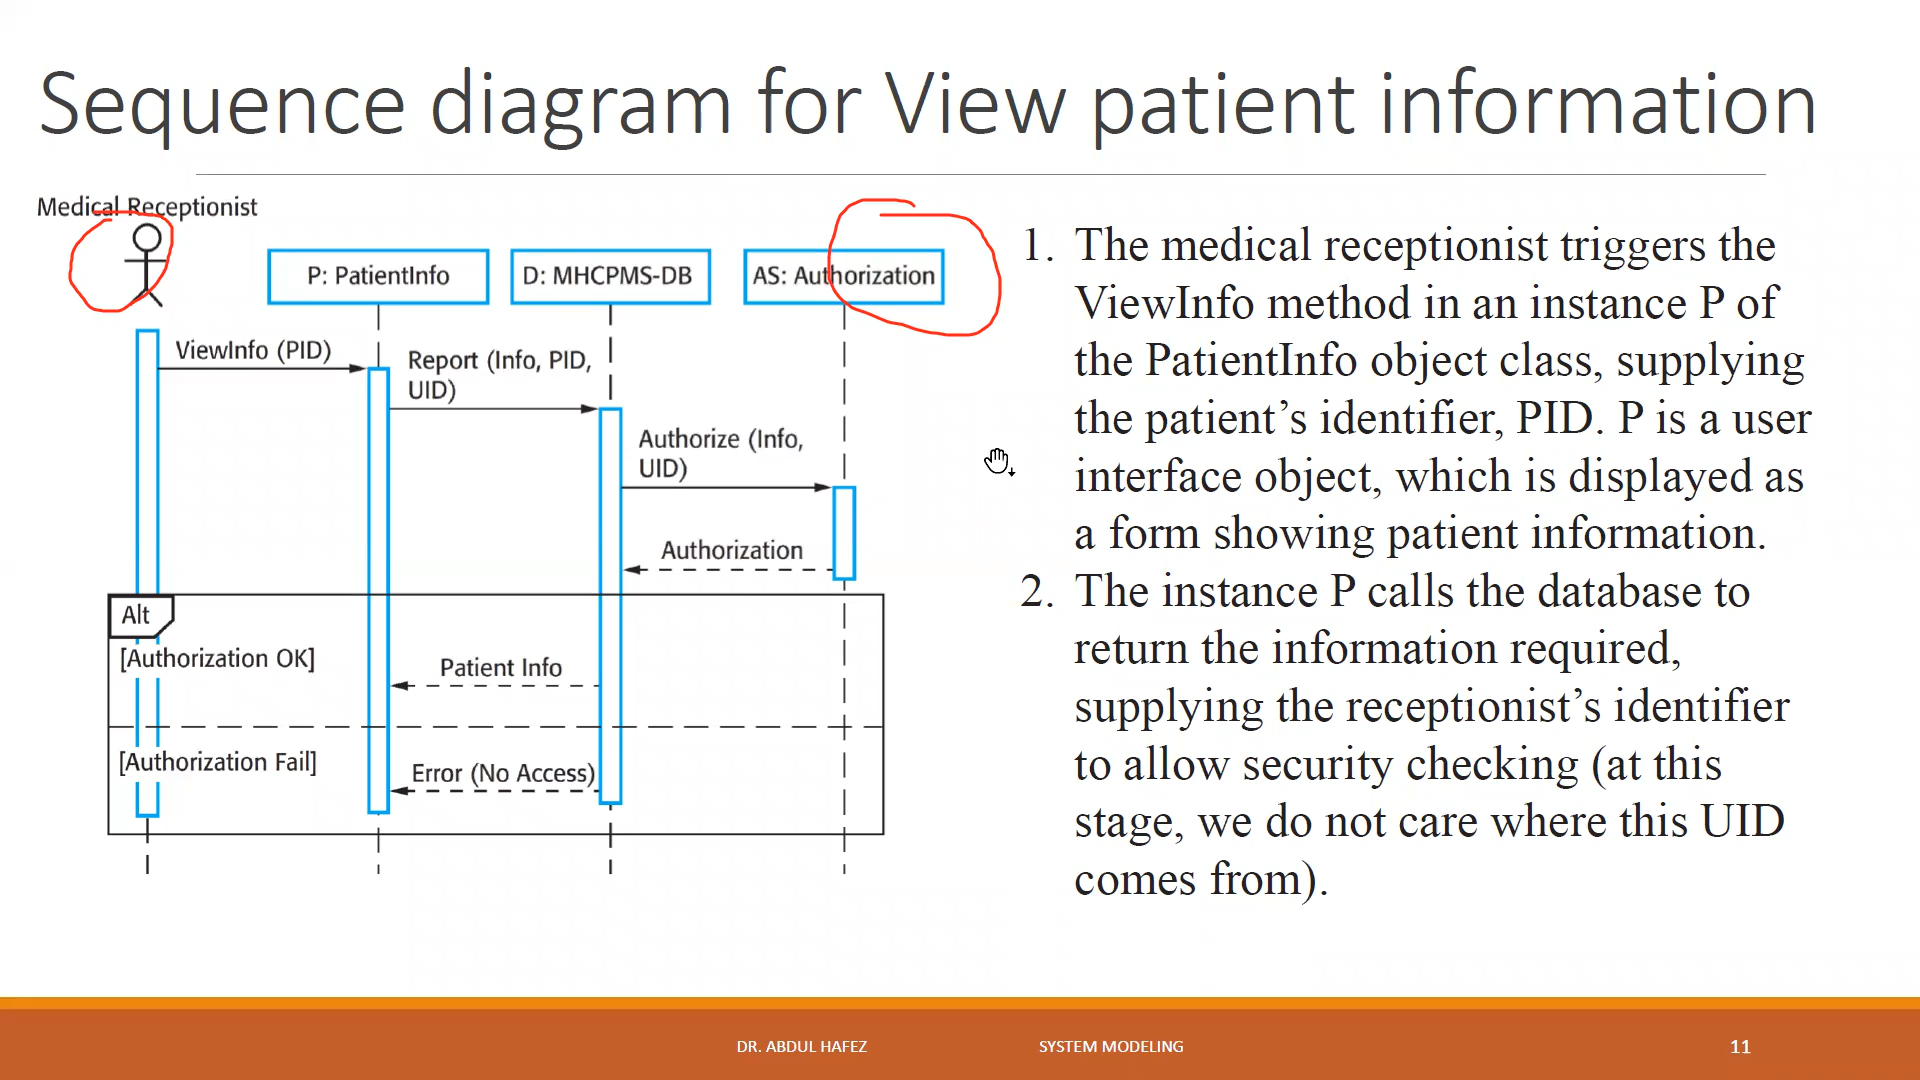 Sequence diagram for View patient information
Medical Receptionist
P: PatientInfo
D: MHCPMS-DB
AS: Authorization
ViewInfo (PID)
Report (Info, PID,
UID)
Authorize (Info,
UID)
Authorization
Alt
[Authorization OK]
Patient Info
[Authorization Fail]
Error (No Access)
1. The medical receptionist triggers the
ViewInfo method in an instance P of
the PatientInfo object class, supplying
the patient’s identifier, PID. P is a user
interface object, which is displayed as
a form showing patient information.
2. The instance P calls the database to
return the information required,
supplying the receptionist’s identifier
to allow security checking (at this
stage, we do not care where this UID
comes from).
DR. ABDUL HAFEZ
SYSTEM MODELING
11